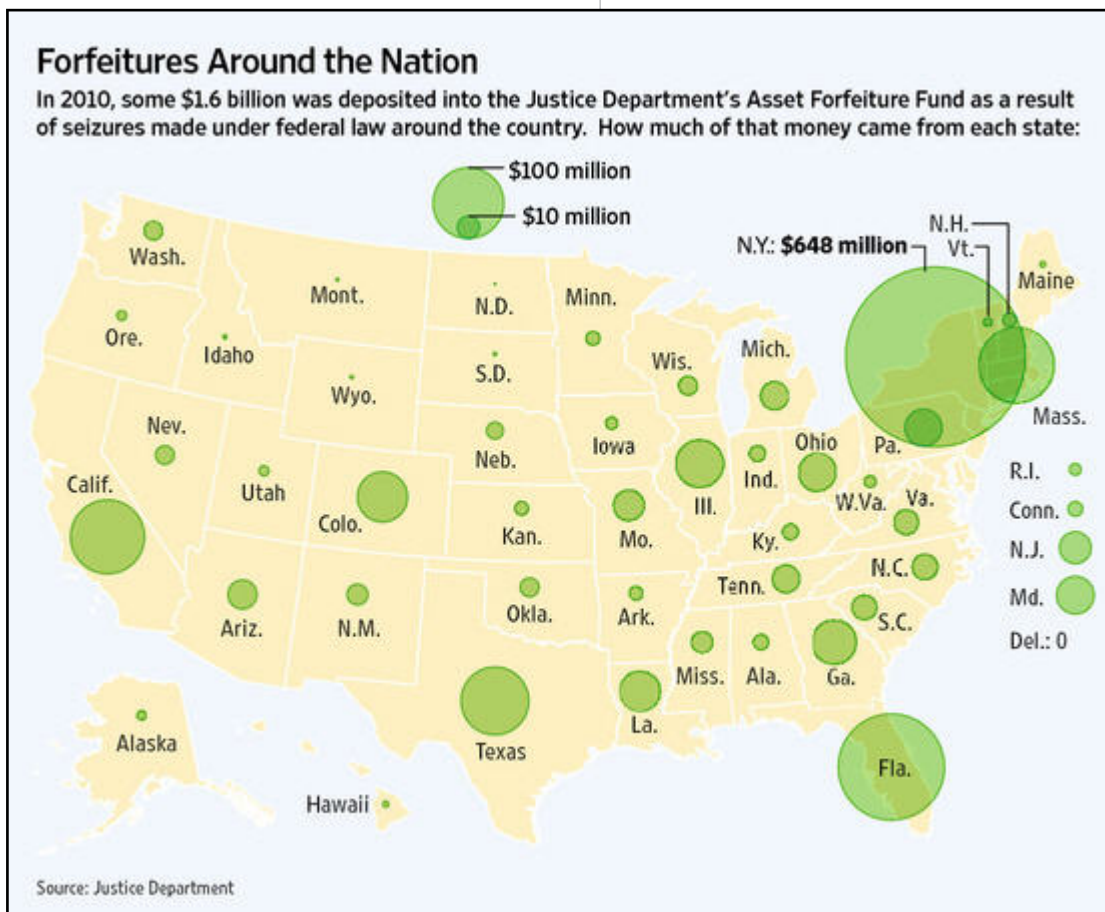 Forfeitures Around the Nation
In 2010, some $1.6 billion was deposited into the Justice Department's Asset Forfeiture Fund as a result
of seizures made under federal law around the country. How much of that money came from each state:
$100 million
$10 million
N.H.
N.Y.: $648 million
Vt.
Wash.
Maine
Mont.
N.D.
Minn.
Ore.
Idaho
Wis.
Mich.
S.D.
Wyo.
Mass.
Nev.
Iowa
Ohio
Pa.
Neb.
R.I.
Calif.
Utah
Ind.
Colo.
Ill.
W.Va.
Va.
Conn.
Kan.
Mo.
Ky.
N.J.
N.C.
Tenn.
Md.
Ariz.
N.M.
Okla.
Ark.
S.C.
Del.: 0
Miss.
Ala.
Ga.
La.
Alaska
Texas
Fla.
Hawaii
Source: Justice Department